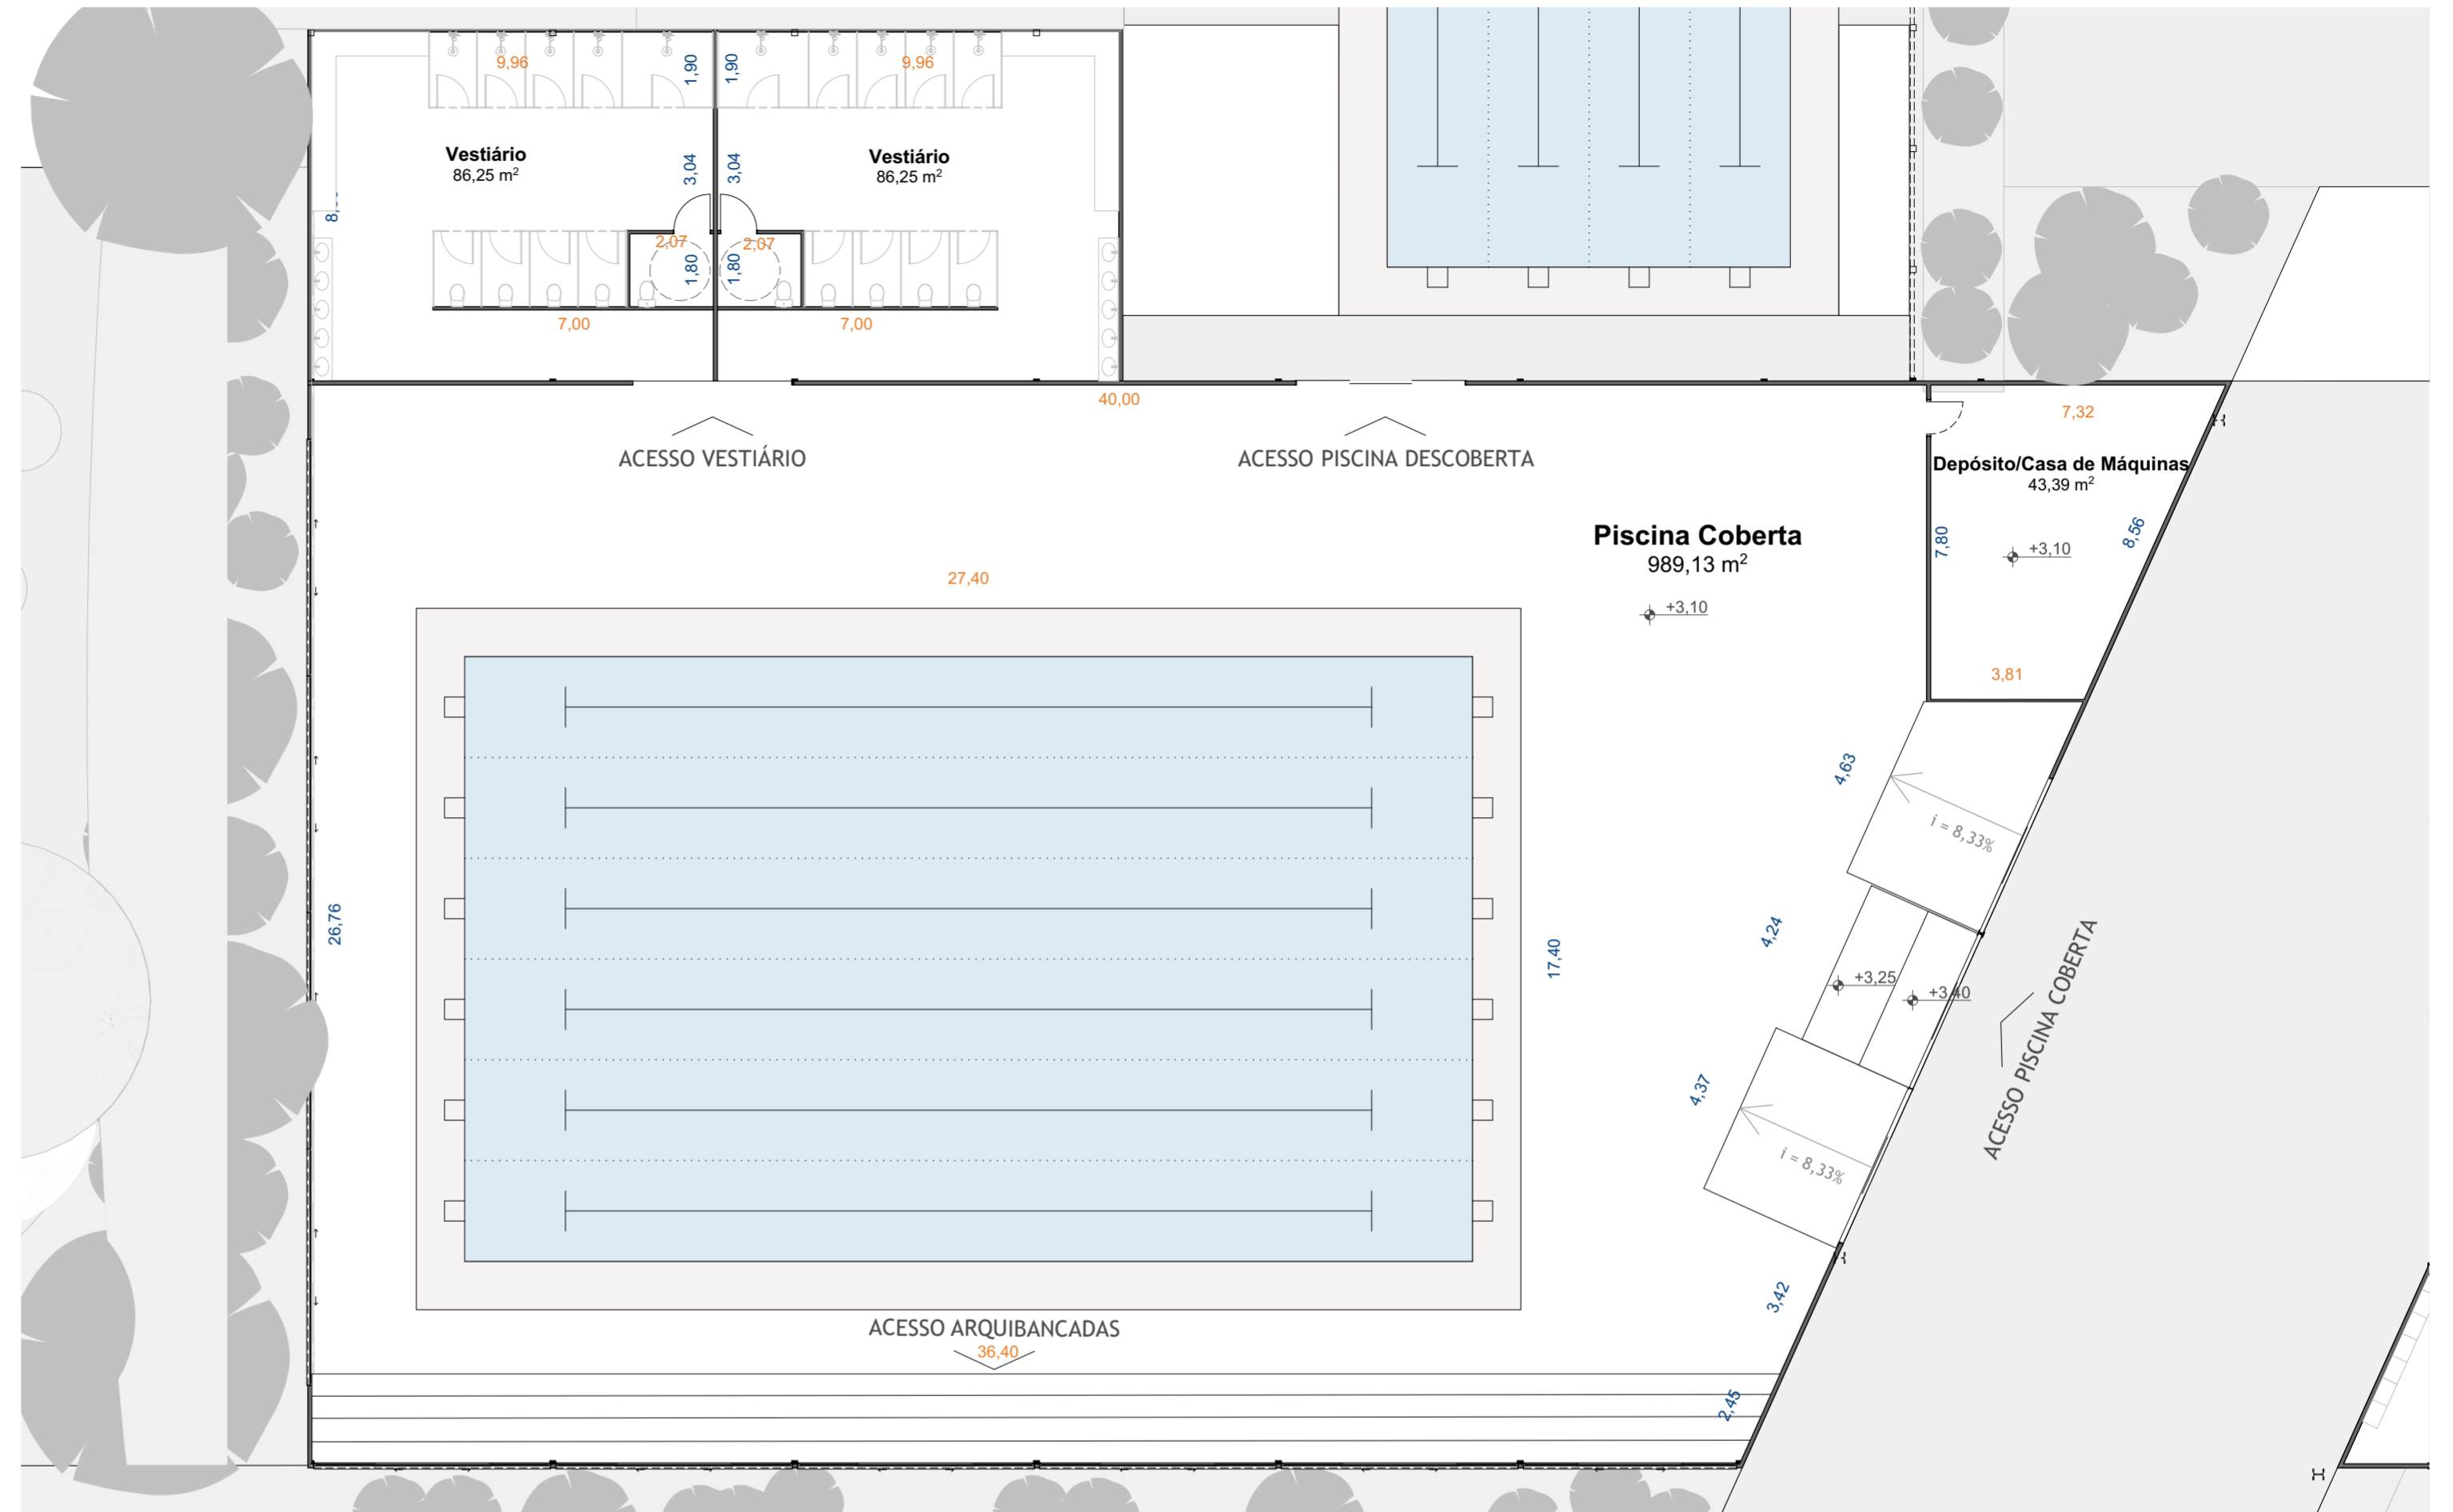 9,96
1,90
1,90
9,96
Vestiário
86,25 m²
3,04
3,04
Vestiário
86,25 m²
2,07
2,07
1,80
1,80
7,00
7,00
40,00
7,32
ACESSO VESTIÁRIO
ACESSO PISCINA DESCOBERTA
Depósito/Casa de Máquinas
43,39 m²
Piscina Coberta
989,13 m²
7,80
8,56
+3,10
27,40
+3,10
3,81
4,63
i = 8,33%
26,76
17,40
4,24
+3,25
+3,40
ACESSO PISCINA COBERTA
4,37
i = 8,33%
3,42
ACESSO ARQUIBANCADAS
36,40
2,45